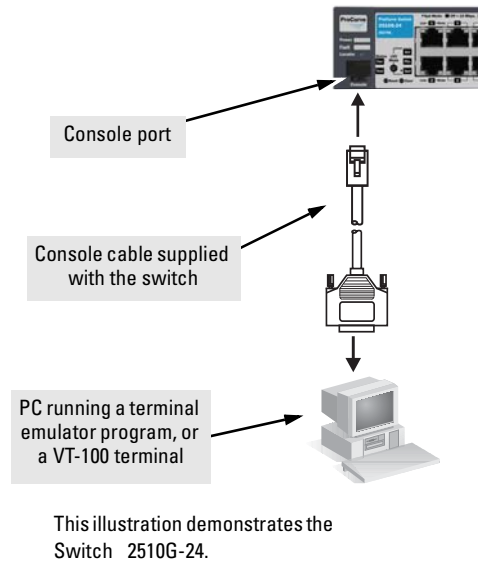 ProCurve
Console port
Console cable supplied
with the switch
PC running a terminal
emulator program, or
a VT-100 terminal
This illustration demonstrates the
Switch 2510G-24.